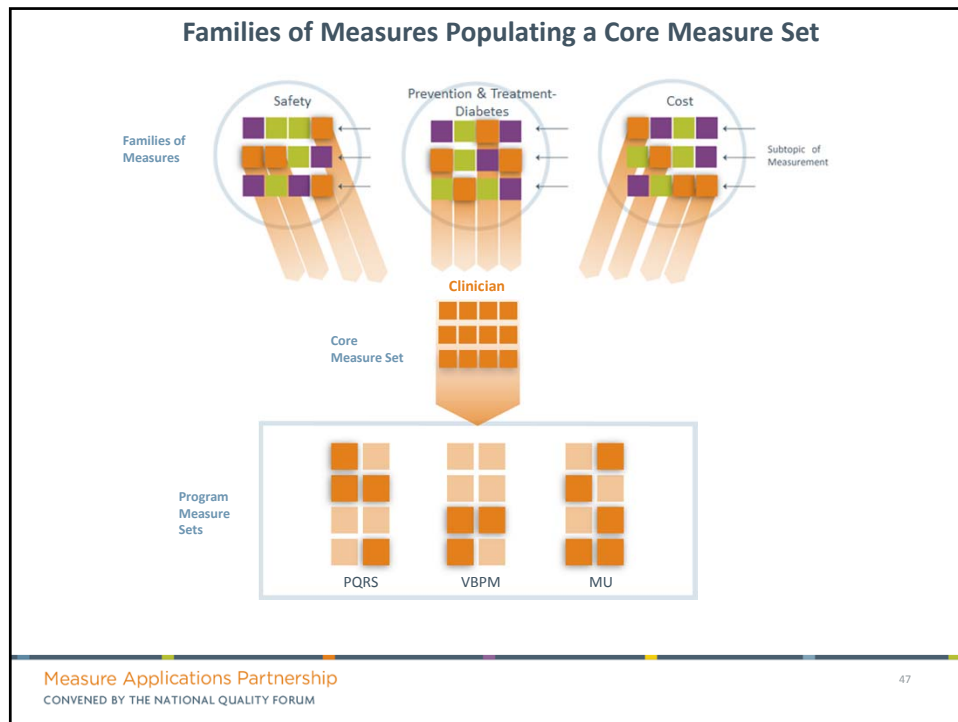 Families of Measures Populating a Core Measure Set
Safety
Prevention & Treatment-
Diabetes
Cost
Families of
Measures
Subtopic of
Measurement
Clinician
Core
Measure Set
Program
Measure
Sets
PQRS
VBPM
MU
Measure Applications Partnership
CONVENED BY THE NATIONAL QUALITY FORUM
47